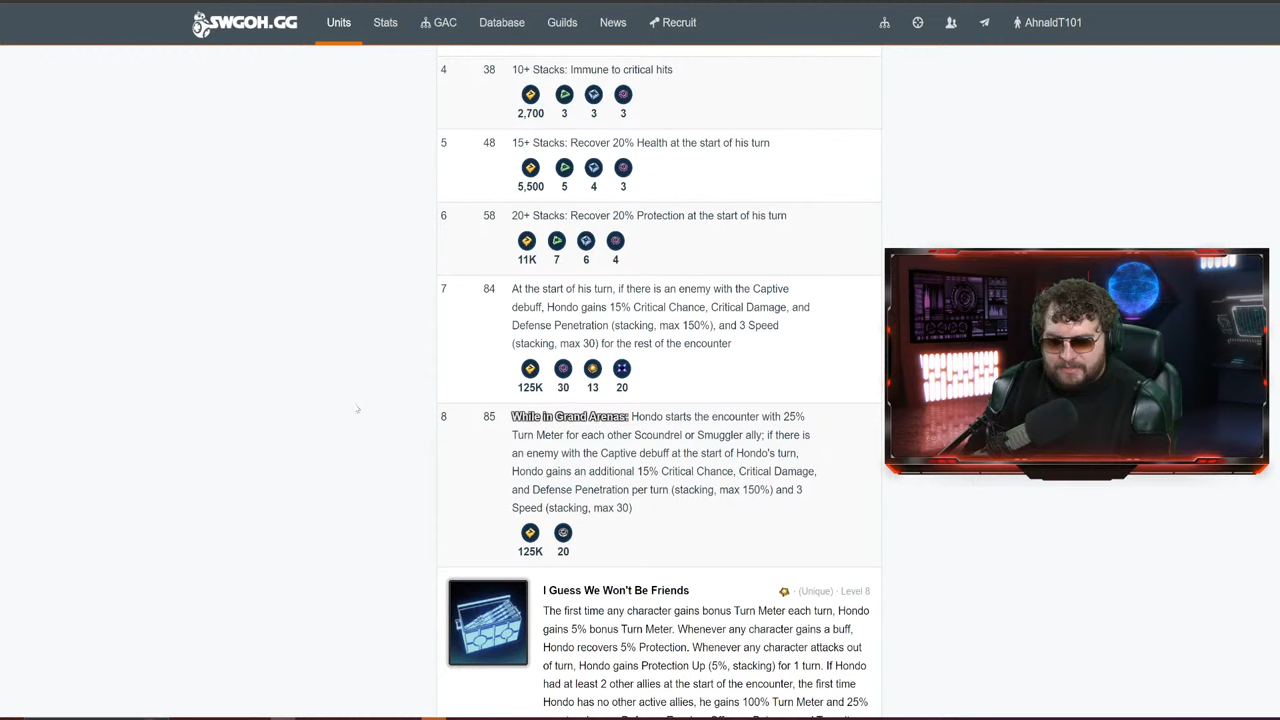 SWGOH.GG Units Stats GAC Database Guilds News Recruit AhnaldT101
4 38 10+ Stacks: Immune to critical hits
2,700 3 3 3
5 48 15+ Stacks: Recover 20% Health at the start of his turn
5,500 5 4 3
6 58 20+ Stacks: Recover 20% Protection at the start of his turn
11K 7 6 4
7 84 At the start of his turn, if there is an enemy with the Captive
debuff, Hondo gains 15% Critical Chance, Critical Damage, and
Defense Penetration (stacking, max 150%), and 3 Speed
(stacking, max 30) for the rest of the encounter
125K 30 13 20
8 85 While in Grand Arenas: Hondo starts the encounter with 25%
Turn Meter for each other Scoundrel or Smuggler ally; if there is
an enemy with the Captive debuff at the start of Hondo's turn,
Hondo gains an additional 15% Critical Chance, Critical Damage,
and Defense Penetration per turn (stacking, max 150%) and 3
Speed (stacking, max 30)
125K 20
I Guess We Won't Be Friends · (Unique) · Level 8
The first time any character gains bonus Turn Meter each turn, Hondo
gains 5% bonus Turn Meter. Whenever any character gains a buff,
Hondo recovers 5% Protection. Whenever any character attacks out
of turn, Hondo gains Protection Up (5%, stacking) for 1 turn. If Hondo
had at least 2 other allies at the start of the encounter, the first time
Hondo has no other active allies, he gains 100% Turn Meter and 25%